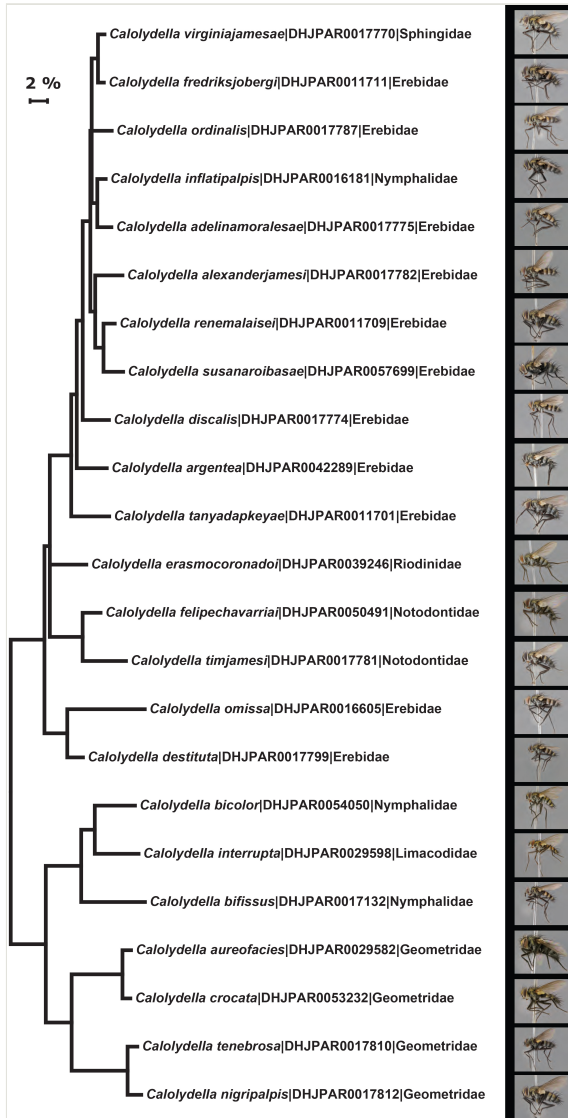 Calolydella virginiajamesae|DHJPAR0017770|Sphingidae
2 %
Calolydella fredriksjobergi|DHJPAR0011711|Erebidae
Calolydella ordinalis|DHJPAR0017787|Erebidae
Calolydella inflatipalpis|DHJPAR0016181|Nymphalidae
Calolydella adelinamoralesae|DHJPAR0017775|Erebidae
Calolydella alexanderjamesi|DHJPAR0017782|Erebidae
Calolydella renemalaisei|DHJPAR0011709|Erebidae
Calolydella susanaroibasae|DHJPAR0057699|Erebidae
Calolydella discalis|DHJPAR0017774|Erebidae
Calolydella argentea|DHJPAR0042289|Erebidae
Calolydella tanyadapkeyae|DHJPAR0011701|Erebidae
Calolydella erasmocoronadoi|DHJPAR0039246|Riodinidae
Calolydella felipechavarriai|DHJPAR0050491|Notodontidae
Calolydella timjamesi|DHJPAR0017781|Notodontidae
Calolydella omissa|DHJPAR0016605|Erebidae
Calolydella destituta|DHJPAR0017799|Erebidae
Calolydella bicolor|DHJPAR0054050|Nymphalidae
Calolydella interrupta|DHJPAR0029598|Limacodidae
Calolydella bifissus|DHJPAR0017132|Nymphalidae
Calolydella aureofacies|DHJPAR0029582|Geometridae
Calolydella crocata|DHJPAR0053232|Geometridae
Calolydella tenebrosa|DHJPAR0017810|Geometridae
Calolydella nigripalpis|DHJPAR0017812|Geometridae